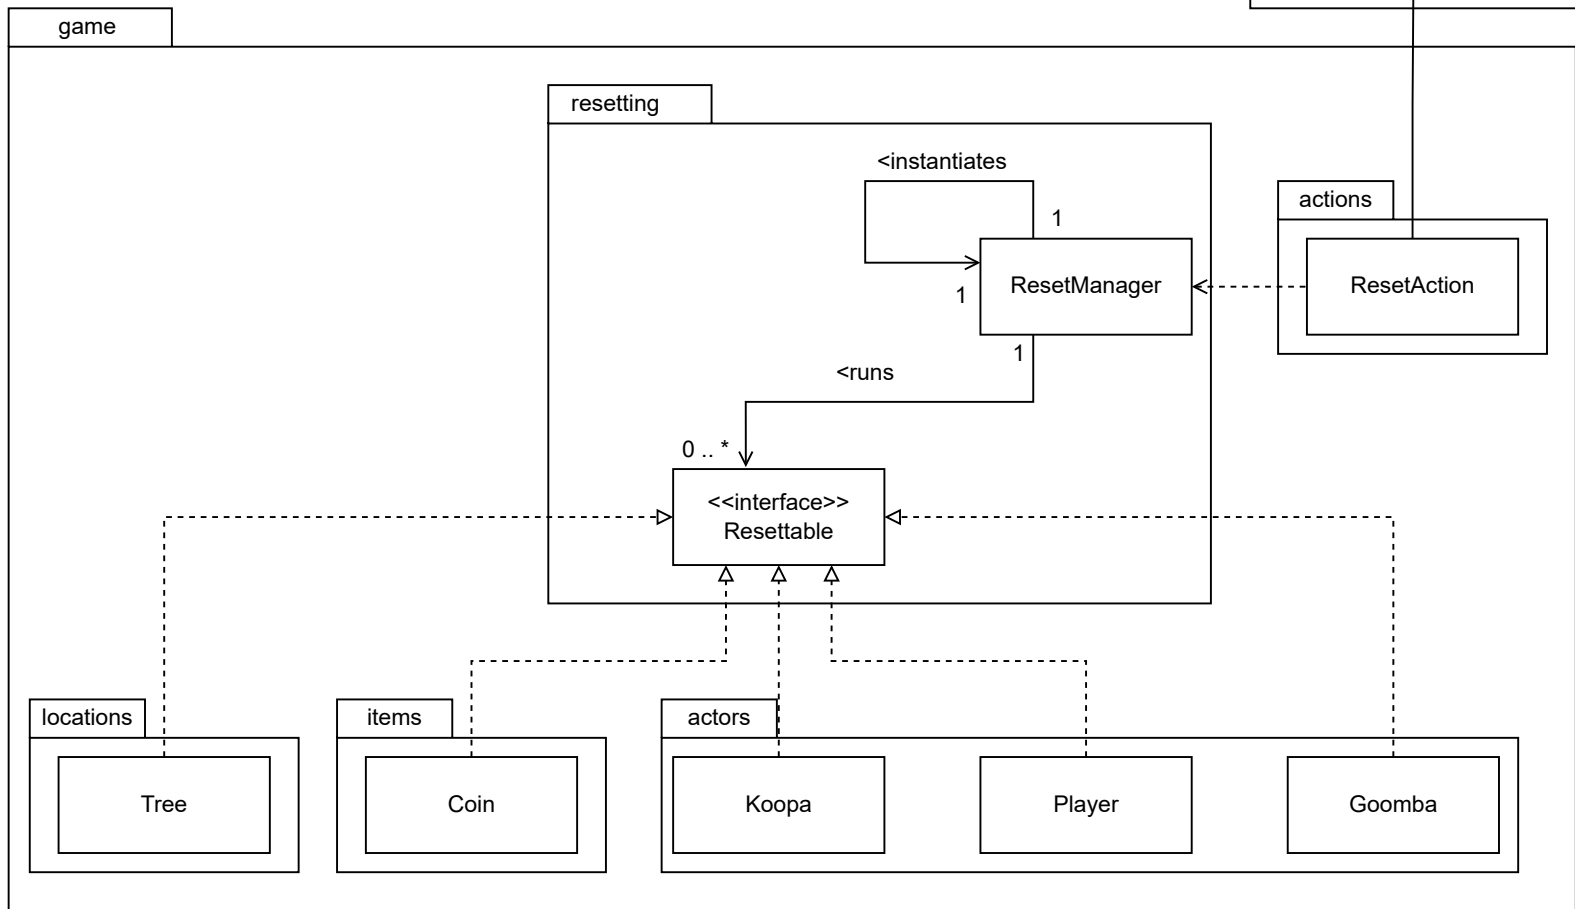 game
resetting
<instantiates
1
actions
1
ResetManager
ResetAction
1
<runs
0 .. *
<<interface>>
Resettable
locations
items
actors
Tree
Coin
Koopa
Player
Goomba